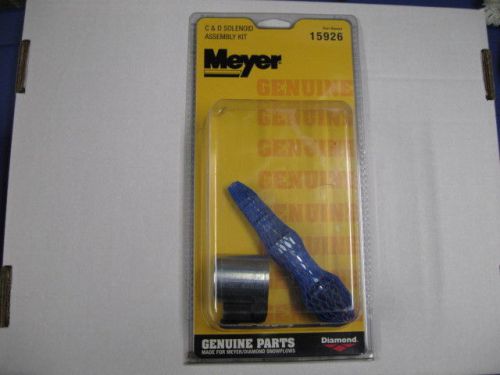 C & D SOLENOID
ASSEMBLY KIT
Part Number
15926
Meyer
GENUINE
GENUINE
GENUINE
GENUINE
GENUINE
GENUINE
GENUINE PARTS
MADE FOR MEYER/DIAMOND SNOWPLOWS
Diamond